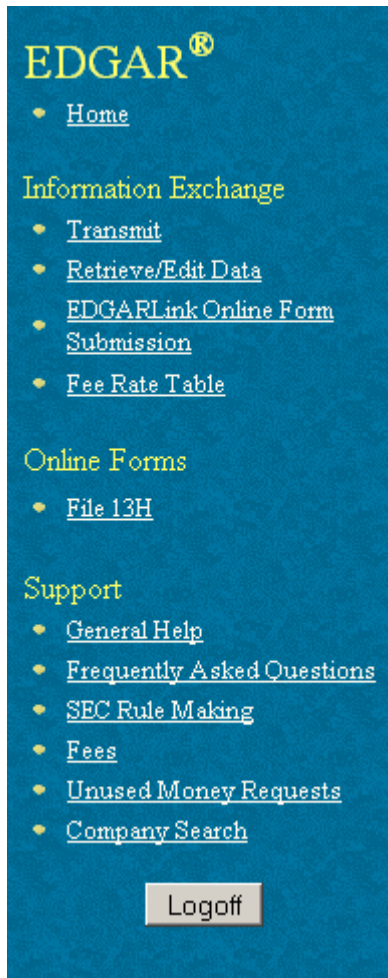 EDGAR®
Home
Information Exchange
Transmit
Retrieve/Edit Data
EDGARLink Online Form
Submission
Fee Rate Table
Online Forms
File 13H
Support
General Help
Frequently Asked Questions
SEC Rule Making
Fees
Unused Money Requests
Company Search
Logoff